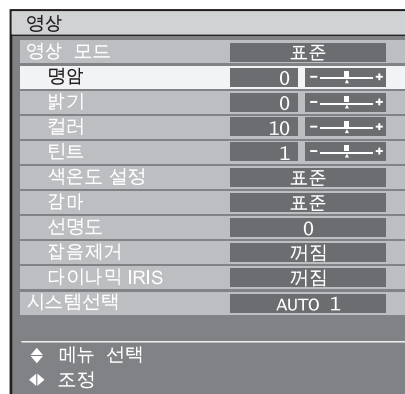 영상
영상 모드 표준
명암 0 - +
밝기 0 - +
컬러 10 - +
틴트 1 - +
색온도 설정 표준
감마 표준
선명도 0
잡음제거 꺼짐
다이나믹 IRIS 꺼짐
시스템선택 AUTO 1
메뉴 선택
조정